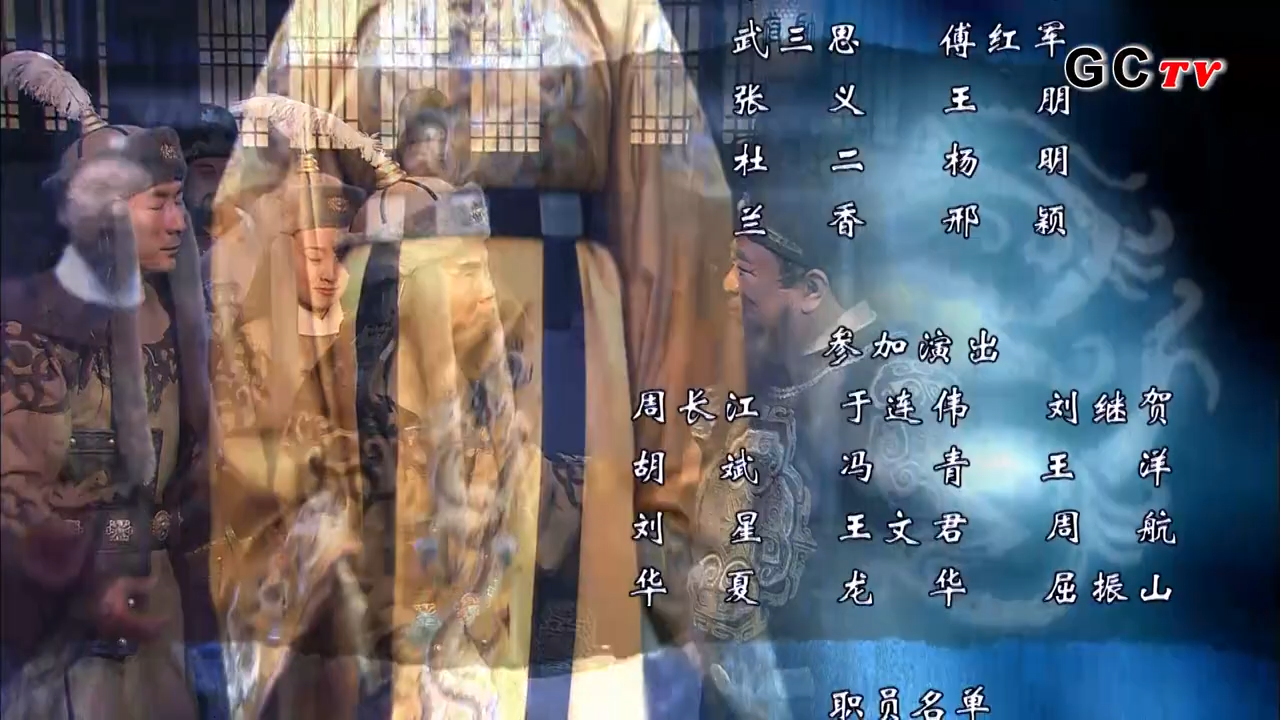 武三思 傅红军
GCTV
张义 王朋
杜二 杨明
兰香 邢颖
参加演出
周长江 于连伟 刘继贺
胡斌 冯青 王洋
刘星 王文君 周航
华夏 龙华 屈振山
职员名单